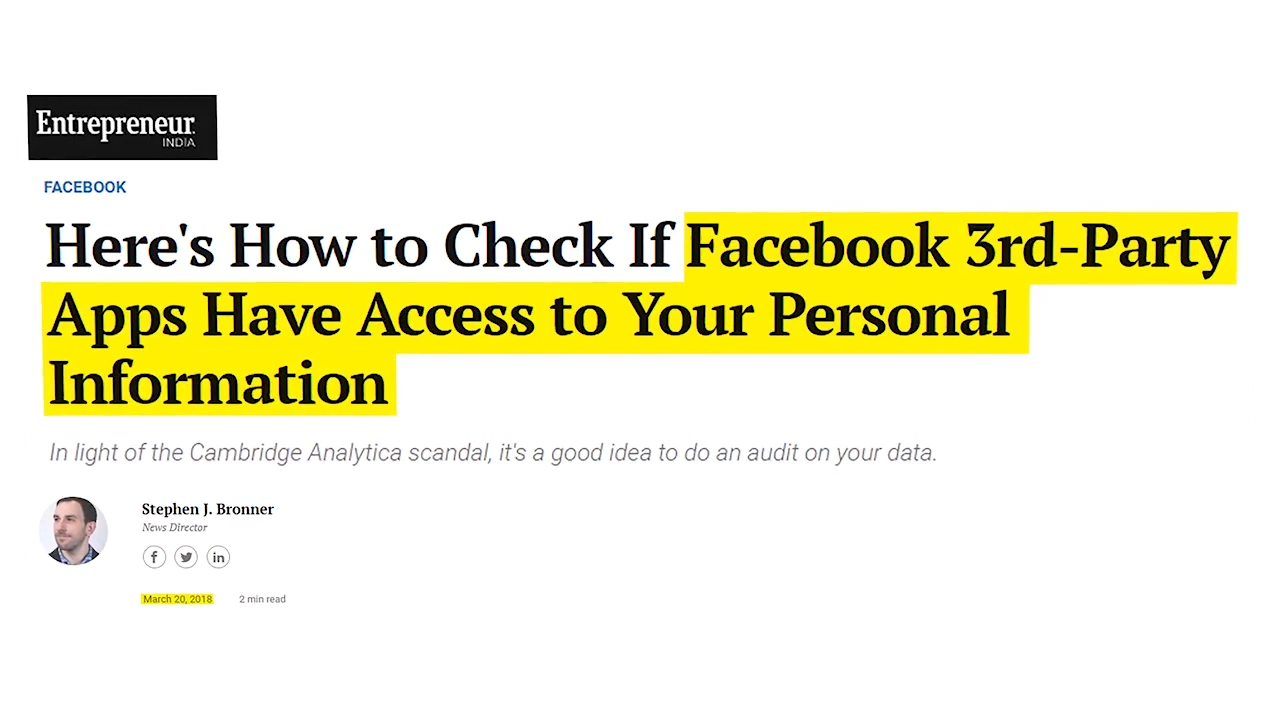 Entrepreneur
INDIA
FACEBOOK
Here's How to Check If Facebook 3rd-Party
Apps Have Access to Your Personal
Information
In light of the Cambridge Analytica scandal, it's a good idea to do an audit on your data.
Stephen J. Bronner
News Director
f in
March 20, 2018 2 min read